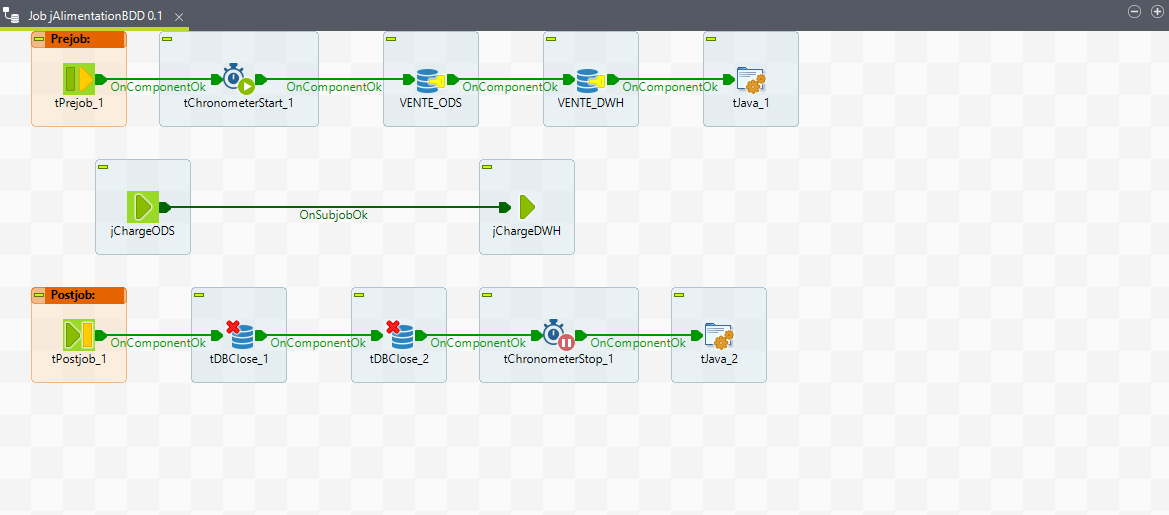 Job jAlimentationBDD 0.1
Prejob:
OnComponentOk OnComponentOk OnComponentOk OnComponentOk
tPrejob_1 tChronometerStart_1 VENTE_ODS VENTE_DWH tJava_1
OnSubjobOk
jChargeODS jChargeDWH
Postjob:
OnComponentOk OnComponentOk OnComponentOk OnComponentOk
tPostjob_1 tDBClose_1 tDBClose_2 tChronometerStop_1 tJava_2